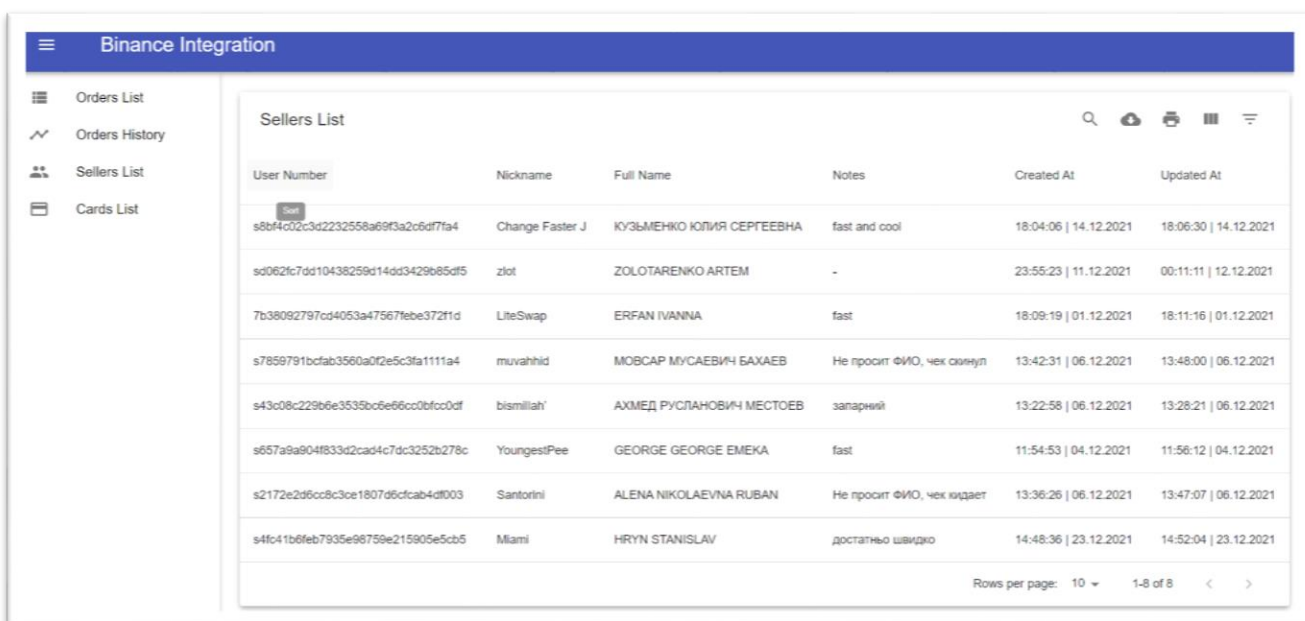 Binance Integration
Orders List
Orders History
Sellers List
Cards List
Sellers List
User Number Nickname Full Name Notes Created At Updated At
Sort
s8bf4c02c3d2232558a69f3a2c6df7fa4 Change Faster J КУЗЬМЕНКО ЮЛИЯ СЕРГЕЕВНА fast and cool 18:04:06 | 14.12.2021 18:06:30 | 14.12.2021
sd062fc7dd10438259d14dd3429b85df5 zlot ZOLOTARENKO ARTEM - 23:55:23 | 11.12.2021 00:11:11 | 12.12.2021
7b38092797cd4053a47567febe372f1d LiteSwap ERFAN IVANNA fast 18:09:19 | 01.12.2021 18:11:16 | 01.12.2021
s7859791bcfab3560a0f2e5c3fa1111a4 muvahhid МОВСАР МУСАЕВИЧ БАХАЕВ Не просит ФИО, чек скинул 13:42:31 | 06.12.2021 13:48:00 | 06.12.2021
s43c08c229b6e3535bc6e66cc0bfcc0df bismillah' АХМЕД РУСЛАНОВИЧ МЕСТОЕВ запарний 13:22:58 | 06.12.2021 13:28:21 | 06.12.2021
s657a9a904f833d2cad4c7dc3252b278c YoungestPee GEORGE GEORGE EMEKA fast 11:54:53 | 04.12.2021 11:56:12 | 04.12.2021
s2172e2d6cc8c3ce1807d6cfcab4df003 Santorini ALENA NIKOLAEVNA RUBAN Не просит ФИО, чек кидает 13:36:26 | 06.12.2021 13:47:07 | 06.12.2021
s4fc41b6feb7935e98759e215905e5cb5 Miami HRYN STANISLAV достатньо швидко 14:48:36 | 23.12.2021 14:52:04 | 23.12.2021
Rows per page: 10 1-8 of 8